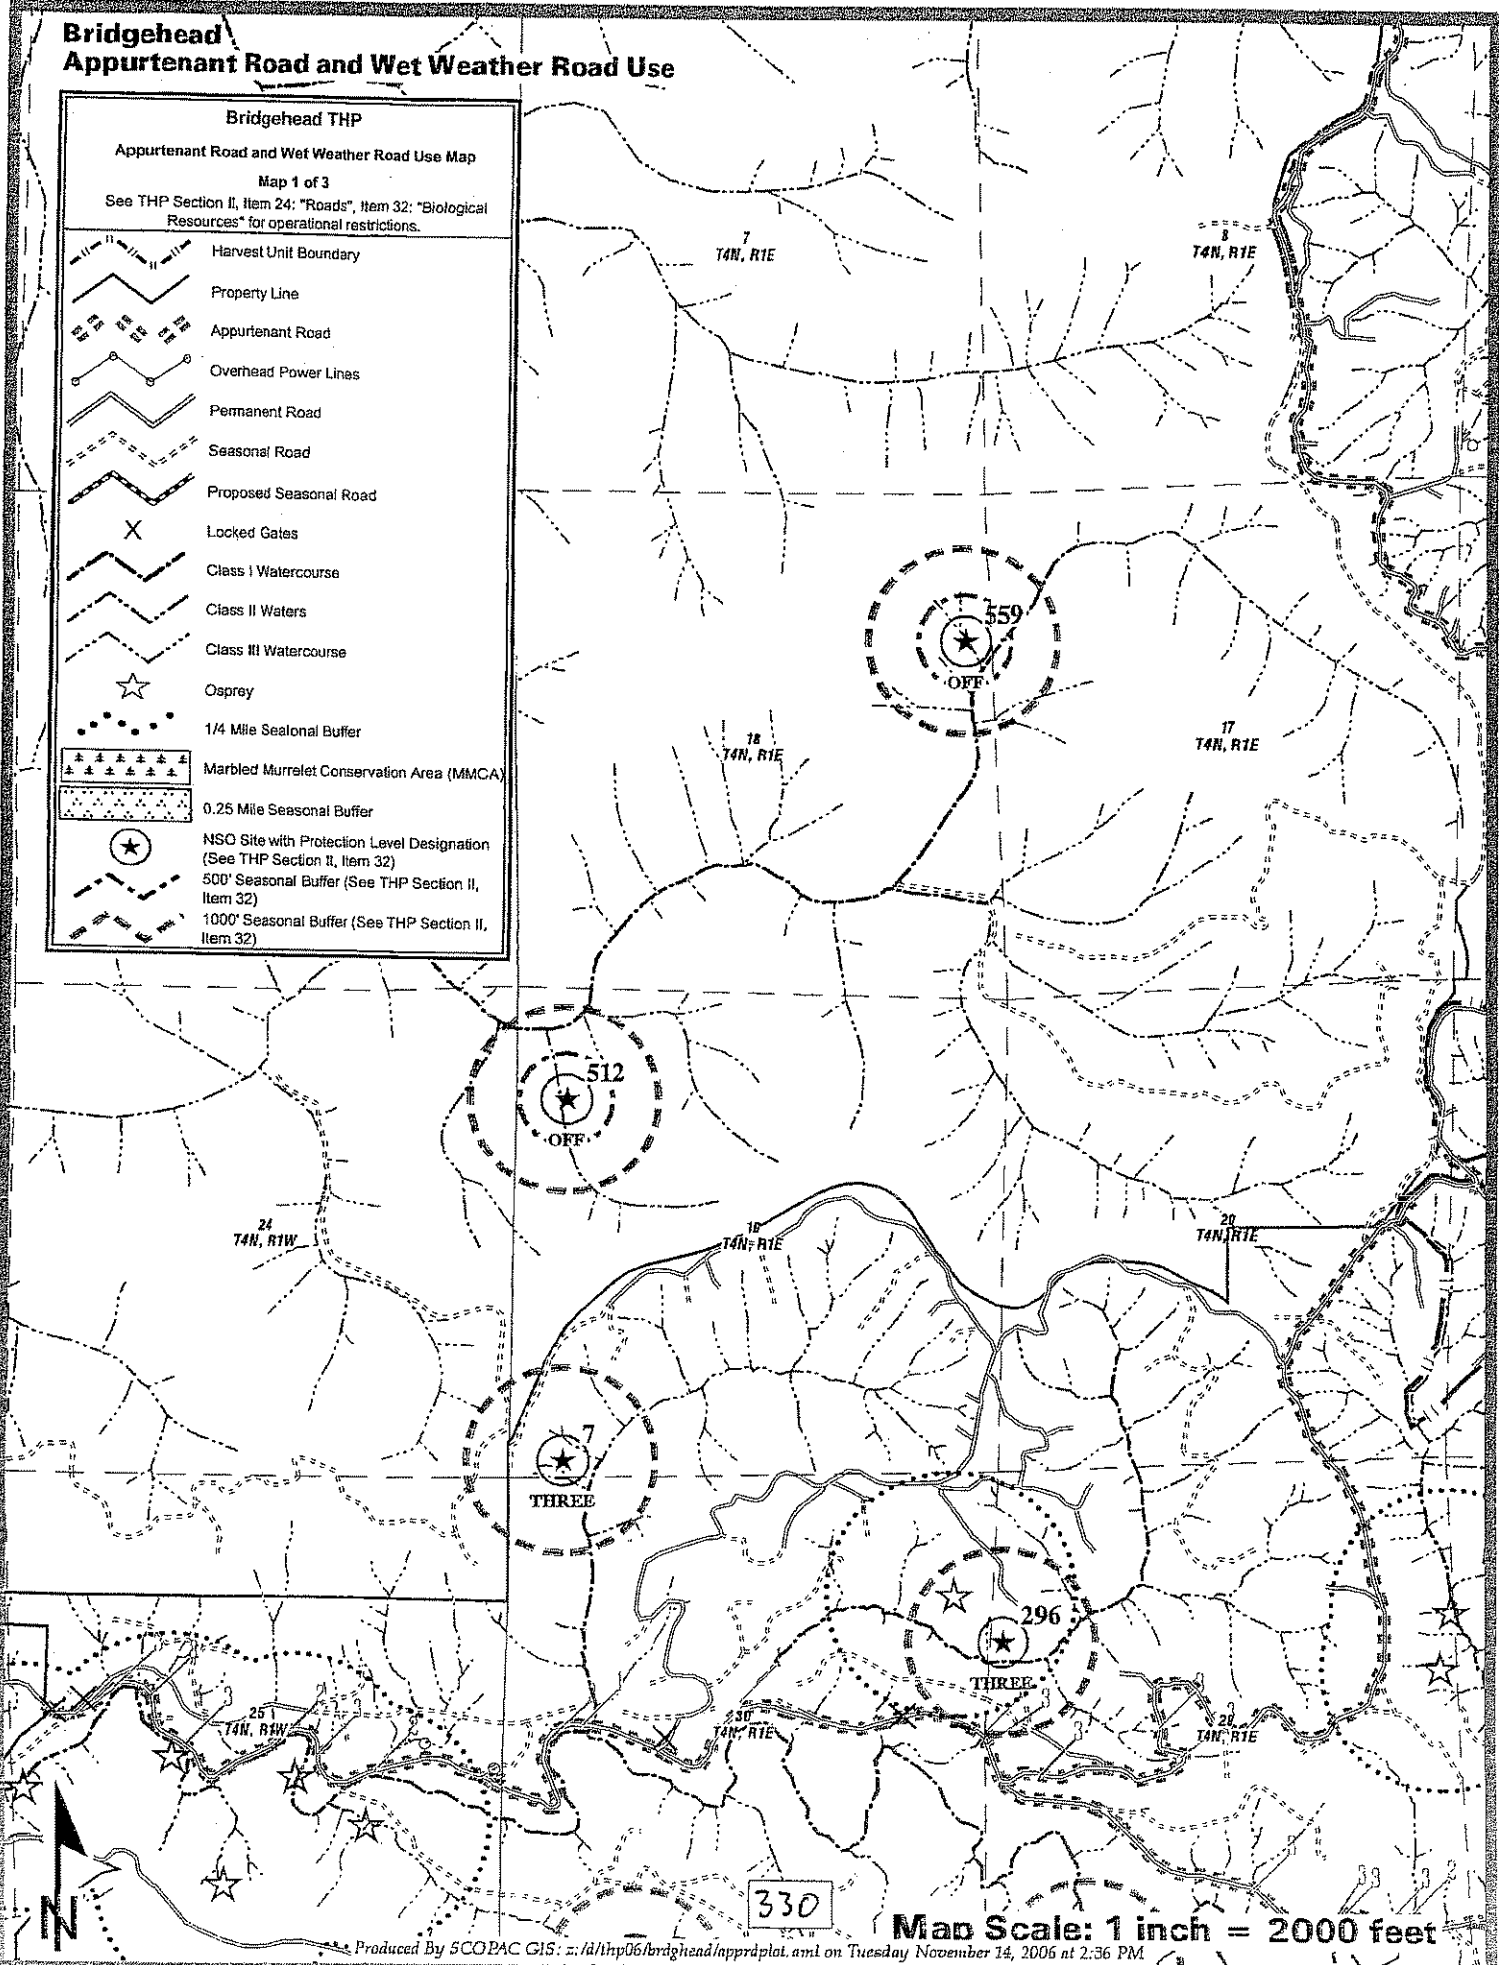 Bridgehead
Appurtenant Road and Wet Weather Road Use
Bridgehead THP
Appurtenant Road and Wet Weather Road Use Map
Map 1 of 3
See THP Section II, Item 24: "Roads", Item 32: "Biological
Resources" for operational restrictions.
Harvest Unit Boundary
Property Line
Appurtenant Road
Overhead Power Lines
Permanent Road
Seasonal Road
Proposed Seasonal Road
X Locked Gates
Class I Watercourse
Class II Waters
Class III Watercourse
Osprey
1/4 Mile Sealonal Buffer
Marbled Murrelet Conservation Area (MMCA)
0.25 Mile Seasonal Buffer
NSO Site with Protection Level Designation
(See THP Section II, Item 32)
500' Seasonal Buffer (See THP Section II,
Item 32)
1000' Seasonal Buffer (See THP Section II,
Item 32)
7
T4N, R1E
8
T4N, R1E
559
OFF
18
T4N, R1E
17
T4N, R1E
512
OFF
24
T4N, R1W
19
T4N, R1E
20
T4N, R1E
7
THREE
296
THREE
25
T4N, R1W
30
T4N, R1E
29
T4N, R1E
N
330
Map Scale: 1 inch = 2000 feet
Produced By SCOPAC GIS: z:/d/thp06/brdghead/apprdplot.aml on Tuesday November 14, 2006 at 2:36 PM